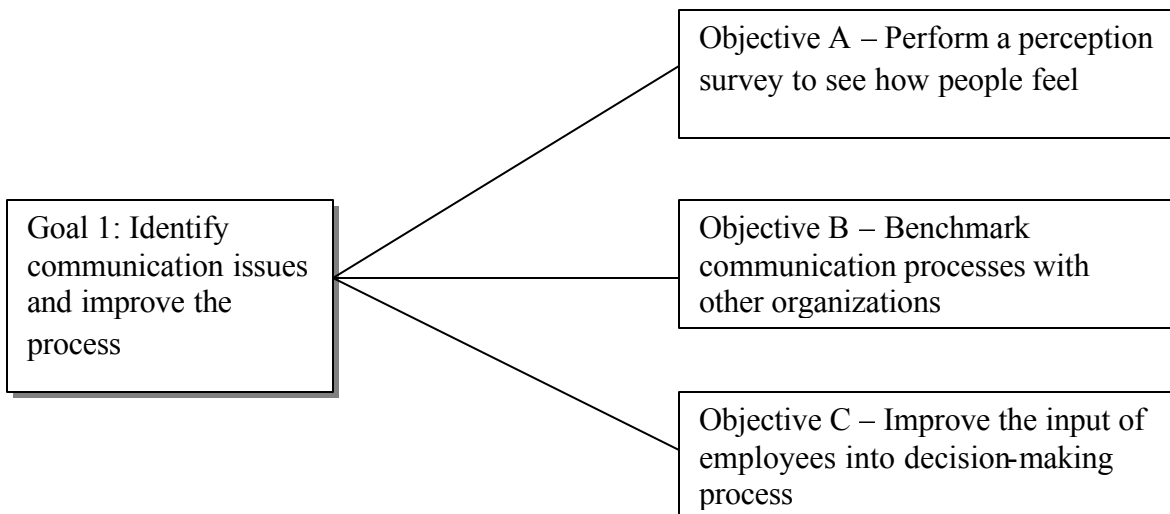 Objective A – Perform a perception
survey to see how people feel
Goal 1: Identify
communication issues
and improve the
process
Objective B – Benchmark
communication processes with
other organizations
Objective C – Improve the input of
employees into decision-making
process